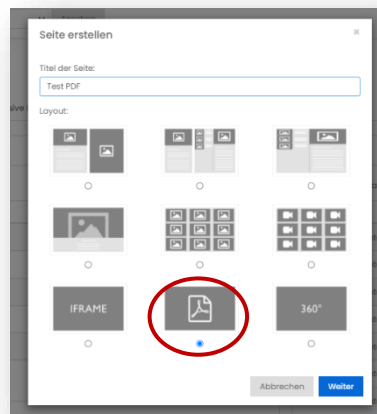 Seite erstellen
×
Titel der Seite:
Test PDF
Layout:
IFRAME
360°
Abbrechen
Weiter